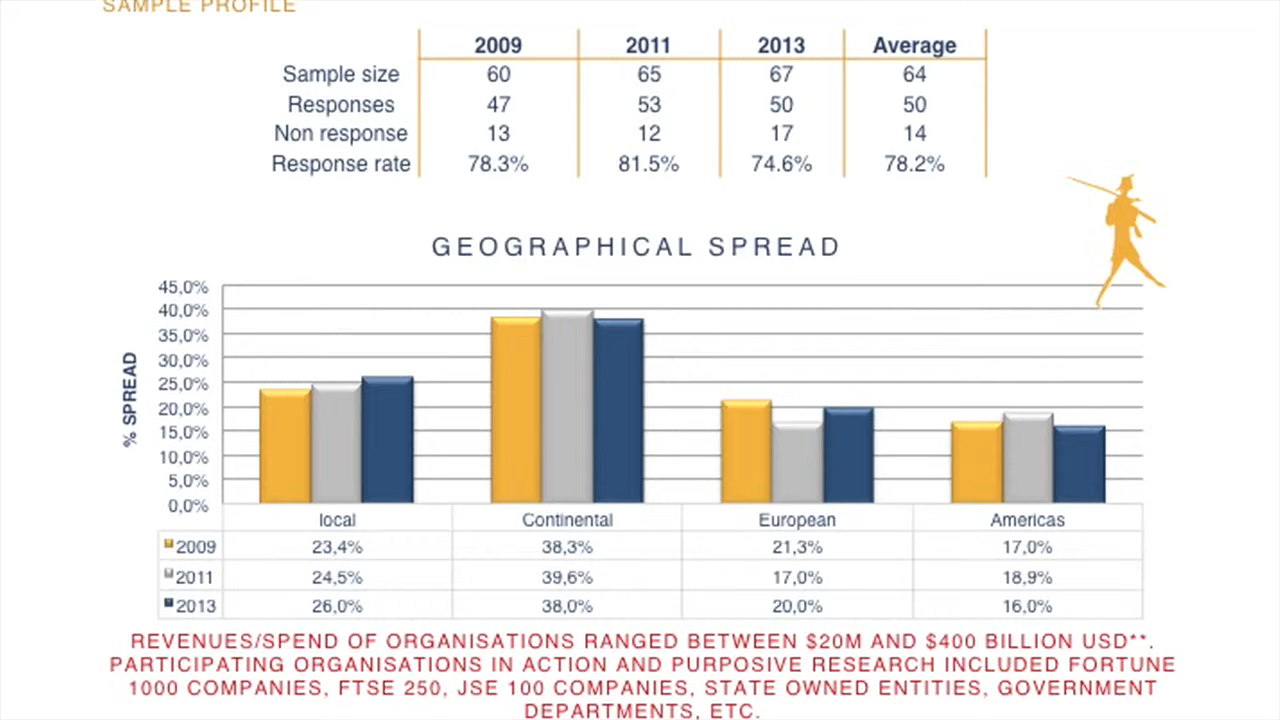 SAMPLE PROFILE
2009 2011 2013 Average
Sample size 60 65 67 64
Responses 47 53 50 50
Non response 13 12 17 14
Response rate 78.3% 81.5% 74.6% 78.2%
GEOGRAPHICAL SPREAD
% SPREAD
45,0%
40,0%
35,0%
30,0%
25,0%
20,0%
15,0%
10,0%
5,0%
0,0%
local Continental European Americas
2009 23,4% 38,3% 21,3% 17,0%
2011 24,5% 39,6% 17,0% 18,9%
2013 26,0% 38,0% 20,0% 16,0%
REVENUES/SPEND OF ORGANISATIONS RANGED BETWEEN $20M AND $400 BILLION USD**.
PARTICIPATING ORGANISATIONS IN ACTION AND PURPOSIVE RESEARCH INCLUDED FORTUNE
1000 COMPANIES, FTSE 250, JSE 100 COMPANIES, STATE OWNED ENTITIES, GOVERNMENT
DEPARTMENTS, ETC.